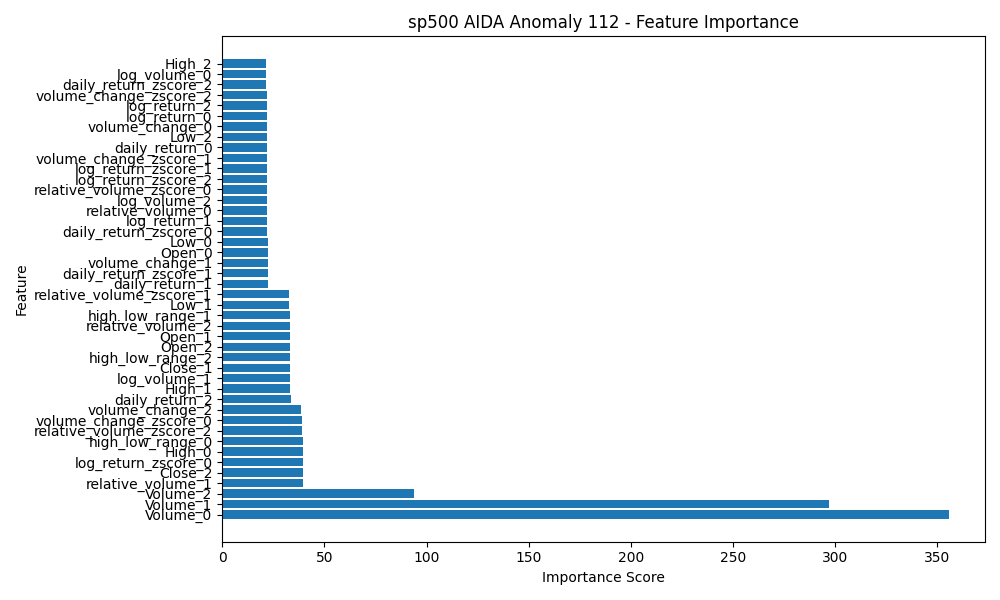 sp500 AIDA Anomaly 112 - Feature Importance
High_2
log_volume_0
daily_return_zscore_2
volume_change_zscore_2
log_return_2
log_return_0
volume_change_0
Low_2
daily_return_0
volume_change_zscore_1
log_return_zscore_1
log_return_zscore_2
relative_volume_zscore_0
log_volume_2
relative_volume_0
log_return_1
daily_return_zscore_0
Low_0
Open_0
volume_change_1
daily_return_zscore_1
daily_return_1
relative_volume_zscore_1
Low_1
high_low_range_1
relative_volume_2
Open_1
Open_2
high_low_range_2
Close_1
log_volume_1
High_1
daily_return_2
volume_change_2
volume_change_zscore_0
relative_volume_zscore_2
high_low_range_0
High_0
log_return_zscore_0
Close_2
relative_volume_1
Volume_2
Volume_1
Volume_0
Feature
0 50 100 150 200 250 300 350
Importance Score